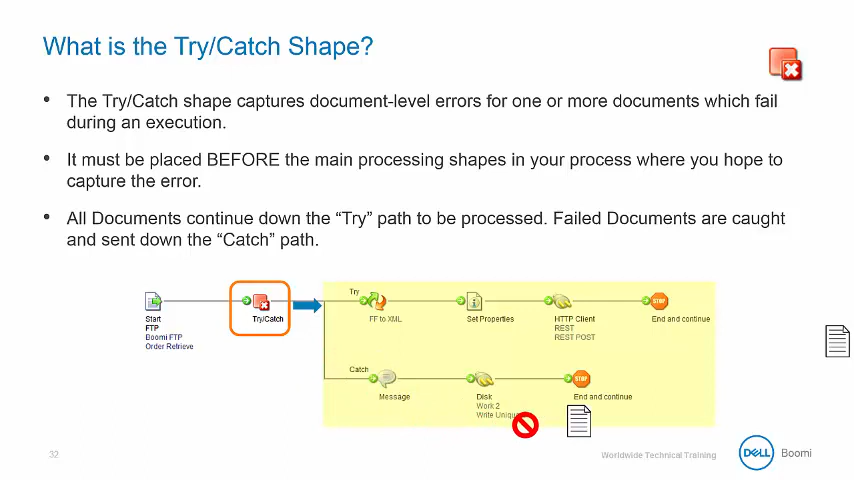 What is the Try/Catch Shape?
• The Try/Catch shape captures document-level errors for one or more documents which fail
during an execution.
• It must be placed BEFORE the main processing shapes in your process where you hope to
capture the error.
• All Documents continue down the “Try” path to be processed. Failed Documents are caught
and sent down the “Catch” path.
Try
STOP
Start
FTP
Boomi FTP
Order Retrieve
Try/Catch
FF to XML
Set Properties
HTTP Client
REST
REST POST
End and continue
Catch
STOP
Message
Disk
Work 2
Write Unique
End and continue
32
Worldwide Technical Training
DELL
Boomi